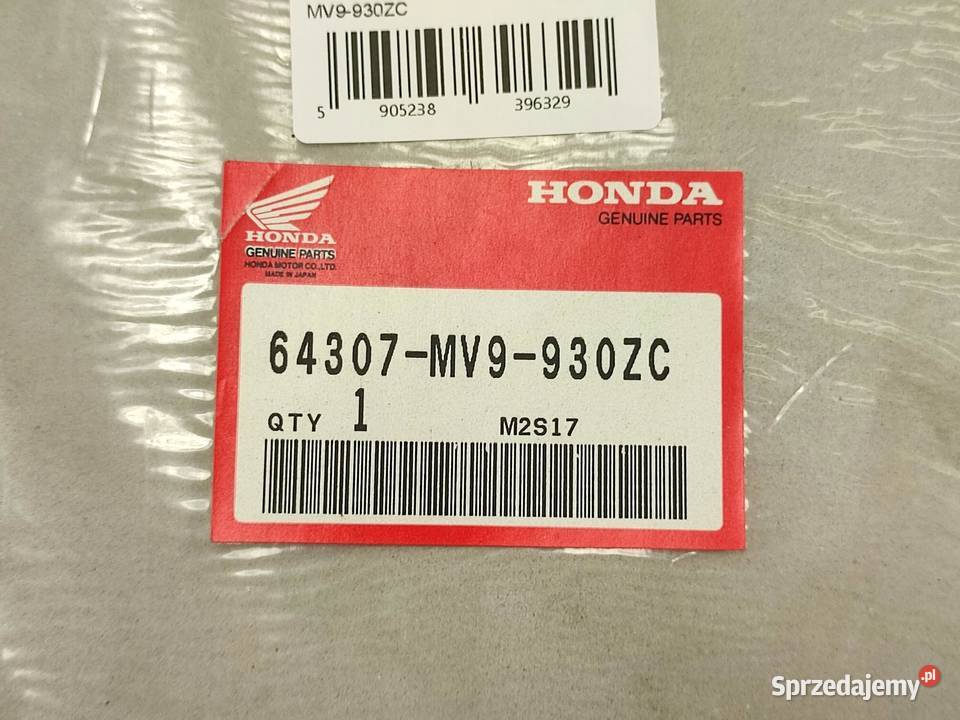 MV9-930ZC
5 905238 396329
HONDA
GENUINE PARTS
HONDA
GENUINE PARTS
HONDA MOTOR CO.,LTD.
MADE IN JAPAN
64307-MV9-930ZC
QTY 1 M2S17
Sprzedajemy.pl